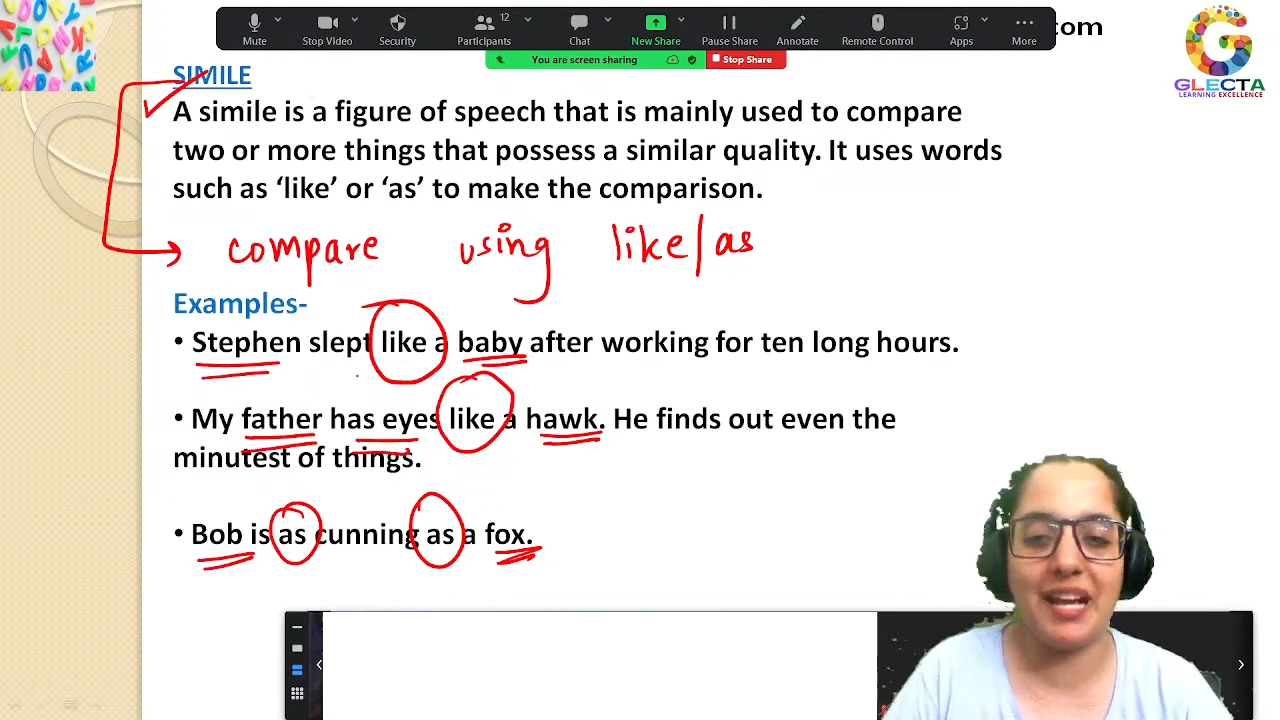 12
Mute
Stop Video
Security
Participants
Chat
New Share
Pause Share
Annotate
Remote Control
Apps
More
com
You are screen sharing
Stop Share
GLECTA
LEARNING EXCELLENCE
SIMILE
A simile is a figure of speech that is mainly used to compare
two or more things that possess a similar quality. It uses words
such as ‘like’ or ‘as’ to make the comparison.
compare using like/as
Examples-
• Stephen slept like a baby after working for ten long hours.
• My father has eyes like a hawk. He finds out even the
minutest of things.
• Bob is as cunning as a fox.